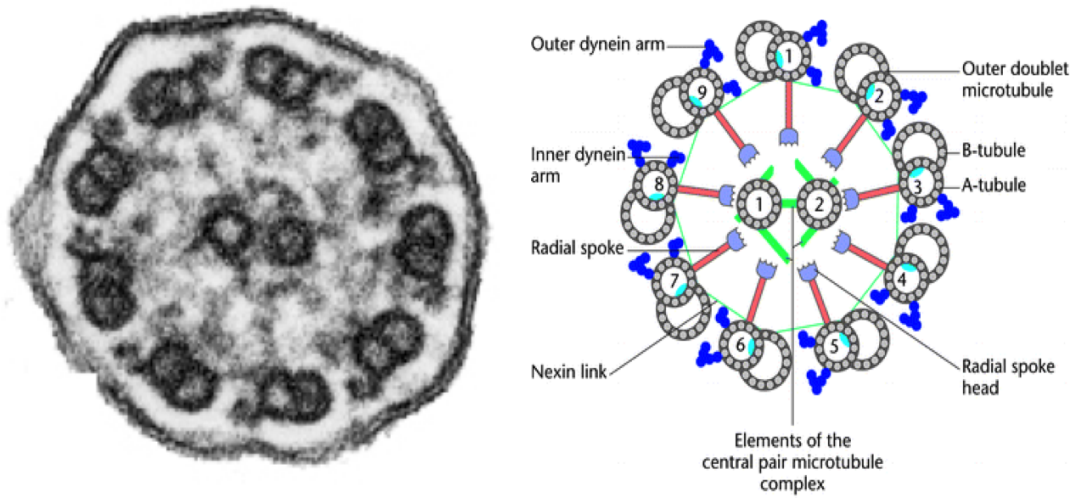 Outer dynein arm
1
Outer doublet
microtubule
9
2
Inner dynein
arm
B-tubule
8
3
A-tubule
1
2
Radial spoke
7
4
Nexin link
6
5
Radial spoke
head
Elements of the
central pair microtubule
complex